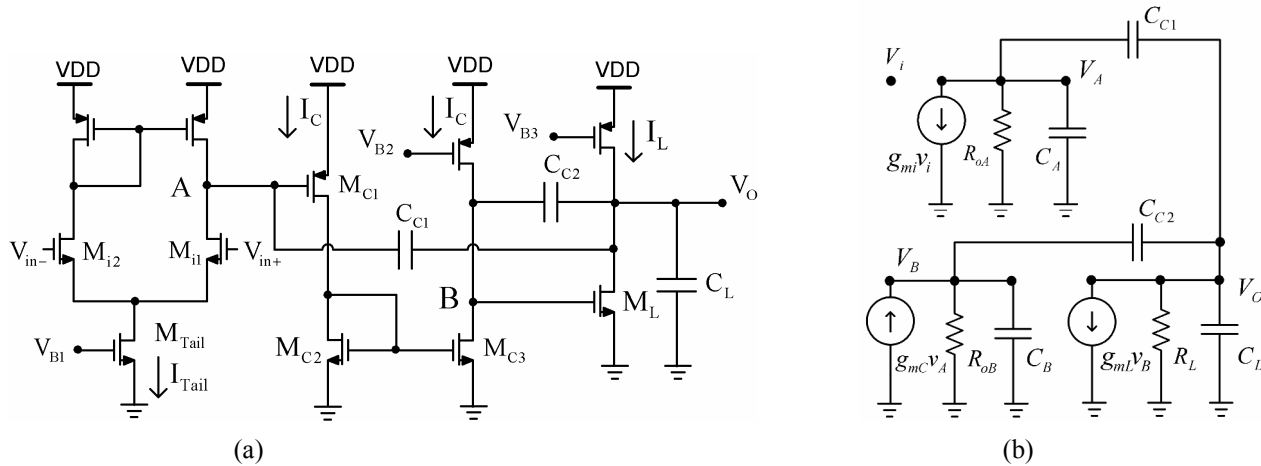 VDD
VDD
VDD
VDD
VDD
I_C
I_C
V_B2
V_B3
I_L
A
M_C1
C_C2
V_O
C_C1
V_in−
M_i2
M_i1
V_in+
B
M_L
C_L
V_B1
M_Tail
I_Tail
M_C2
M_C3
(a)
C_C1
V_i
V_A
g_mi v_i
R_oA
C_A
C_C2
V_B
V_O
g_mC v_A
R_oB
C_B
g_mL v_B
R_L
C_L
(b)